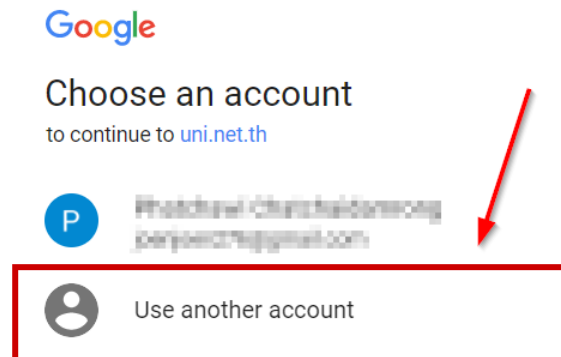 Google
Choose an account
to continue to uni.net.th
P
Use another account